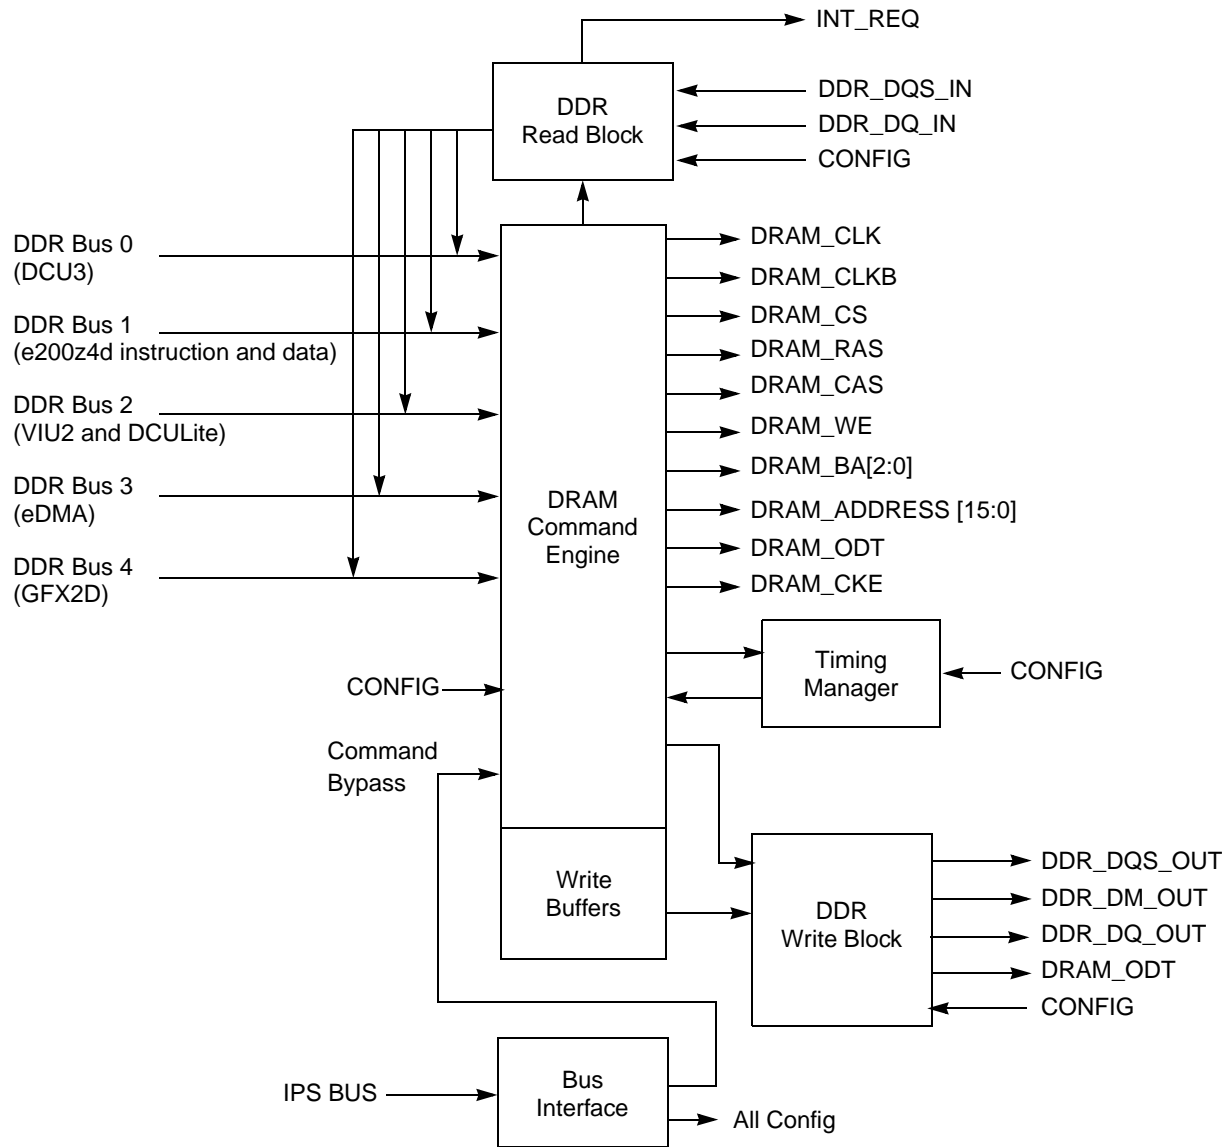 INT_REQ
DDR
Read Block
DDR_DQS_IN
DDR_DQ_IN
CONFIG
DDR Bus 0
(DCU3)
DDR Bus 1
(e200z4d instruction and data)
DDR Bus 2
(VIU2 and DCULite)
DDR Bus 3
(eDMA)
DDR Bus 4
(GFX2D)
CONFIG
Command
Bypass
DRAM
Command
Engine
Write
Buffers
DRAM_CLK
DRAM_CLKB
DRAM_CS
DRAM_RAS
DRAM_CAS
DRAM_WE
DRAM_BA[2:0]
DRAM_ADDRESS [15:0]
DRAM_ODT
DRAM_CKE
Timing
Manager
CONFIG
DDR
Write Block
DDR_DQS_OUT
DDR_DM_OUT
DDR_DQ_OUT
DRAM_ODT
CONFIG
IPS BUS
Bus
Interface
All Config